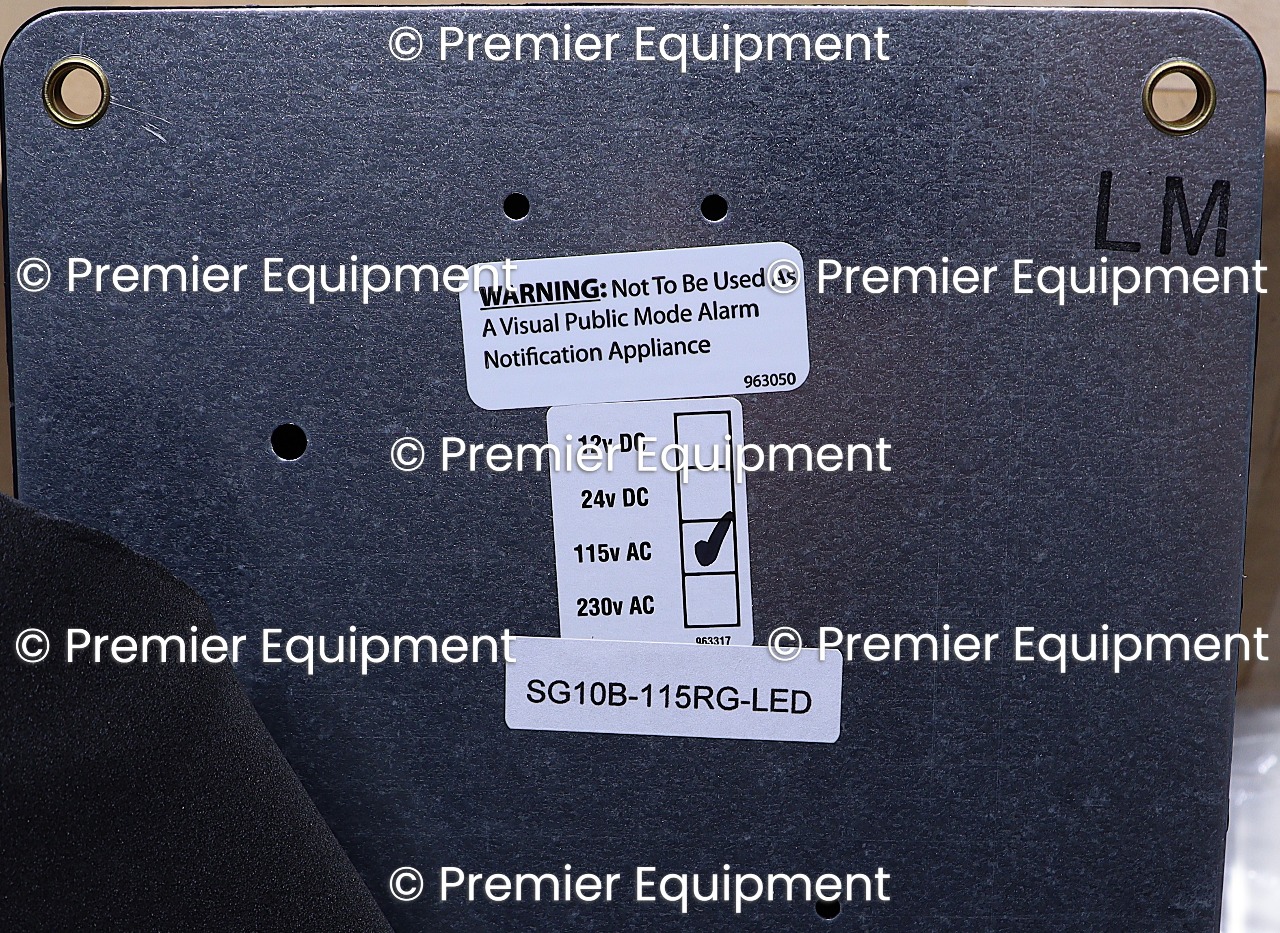 © Premier Equipment
LM
© Premier Equipment
© Premier Equipment
WARNING: Not To Be Used As
A Visual Public Mode Alarm
Notification Appliance
963050
12v DC
© Premier Equipment
24v DC
115v AC
230v AC
963317
© Premier Equipment
© Premier Equipment
SG10B-115RG-LED
© Premier Equipment